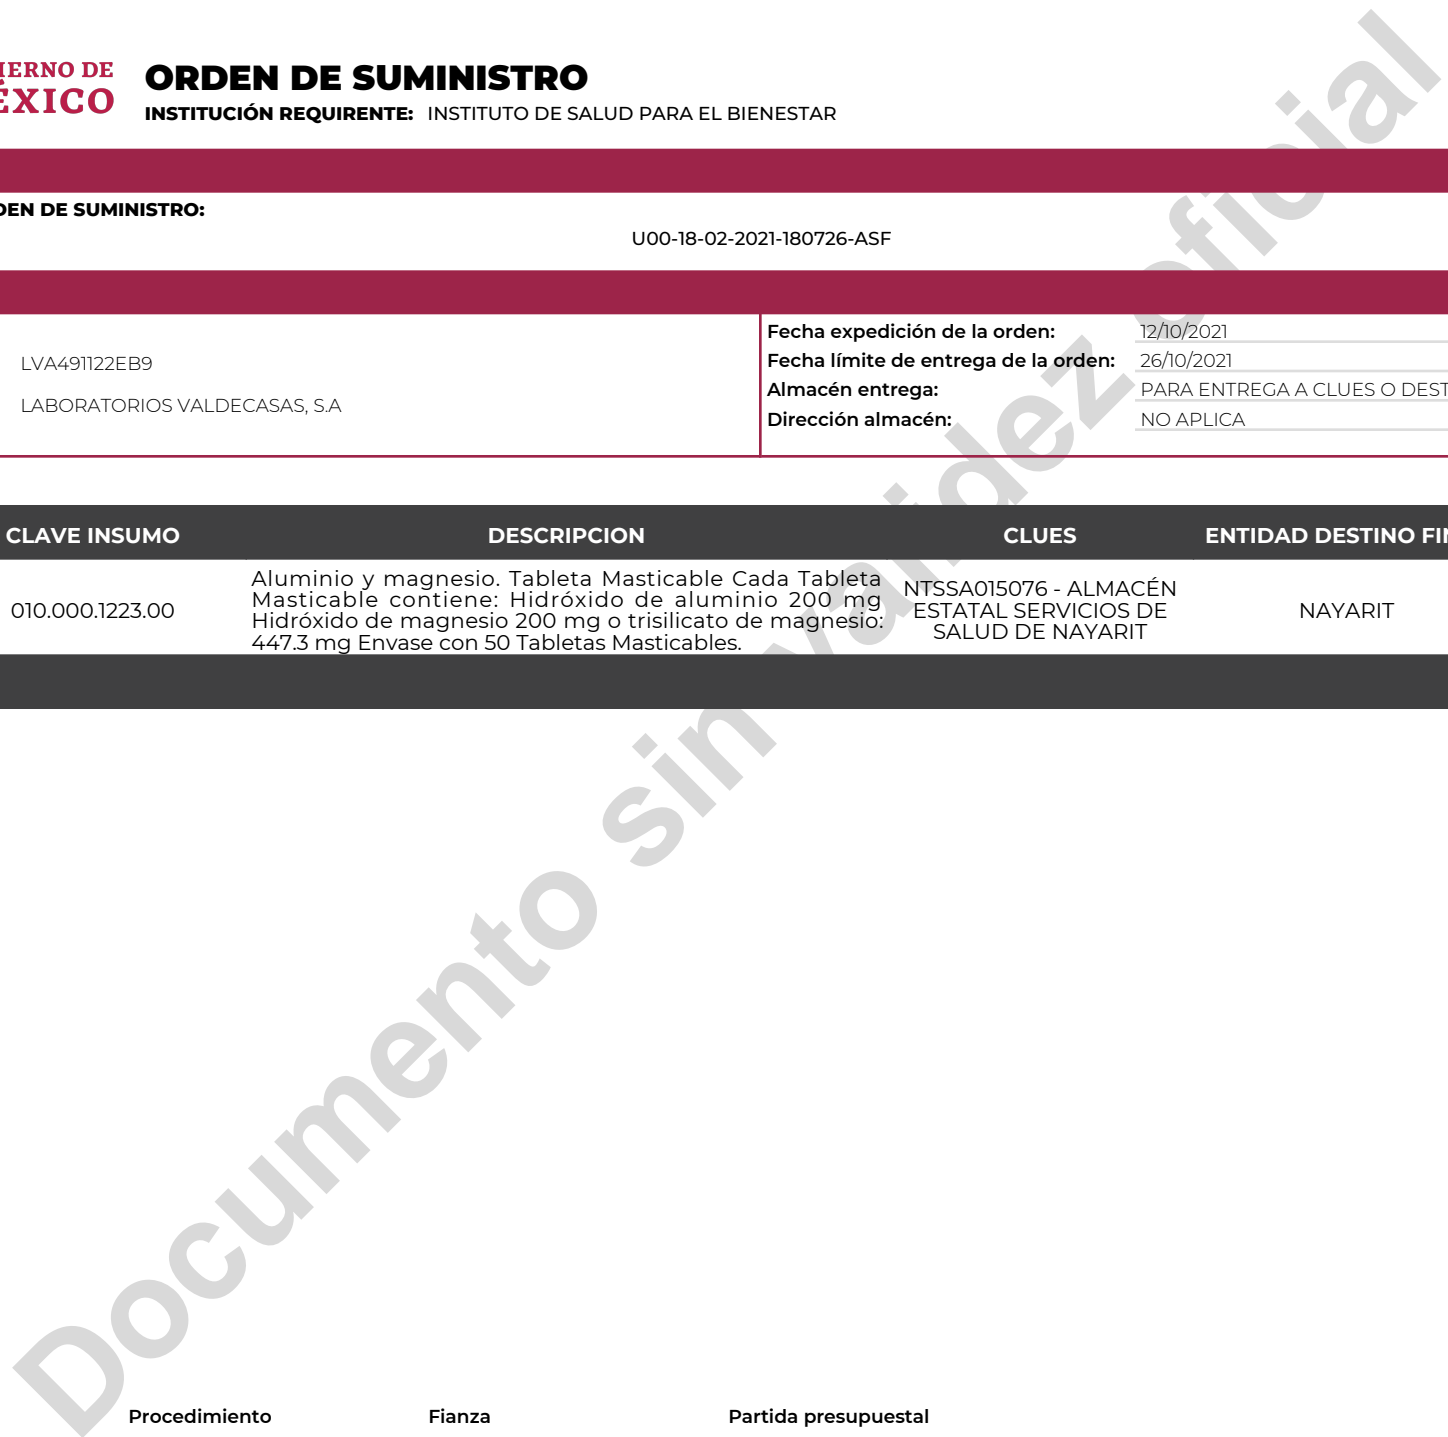 IERNO DE
ÉXICO
ORDEN DE SUMINISTRO
INSTITUCIÓN REQUIRENTE: INSTITUTO DE SALUD PARA EL BIENESTAR
DEN DE SUMINISTRO:
U00-18-02-2021-180726-ASF
LVA491122EB9
LABORATORIOS VALDECASAS, S.A
Fecha expedición de la orden: 12/10/2021
Fecha límite de entrega de la orden: 26/10/2021
Almacén entrega: PARA ENTREGA A CLUES O DEST
Dirección almacén: NO APLICA
CLAVE INSUMO DESCRIPCION CLUES ENTIDAD DESTINO FIN
010.000.1223.00
Aluminio y magnesio. Tableta Masticable Cada Tableta
Masticable contiene: Hidróxido de aluminio 200 mg
Hidróxido de magnesio 200 mg o trisilicato de magnesio:
447.3 mg Envase con 50 Tabletas Masticables.
NTSSA015076 - ALMACÉN
ESTATAL SERVICIOS DE
SALUD DE NAYARIT
NAYARIT
Documento sin validez oficial
Procedimiento Fianza Partida presupuestal